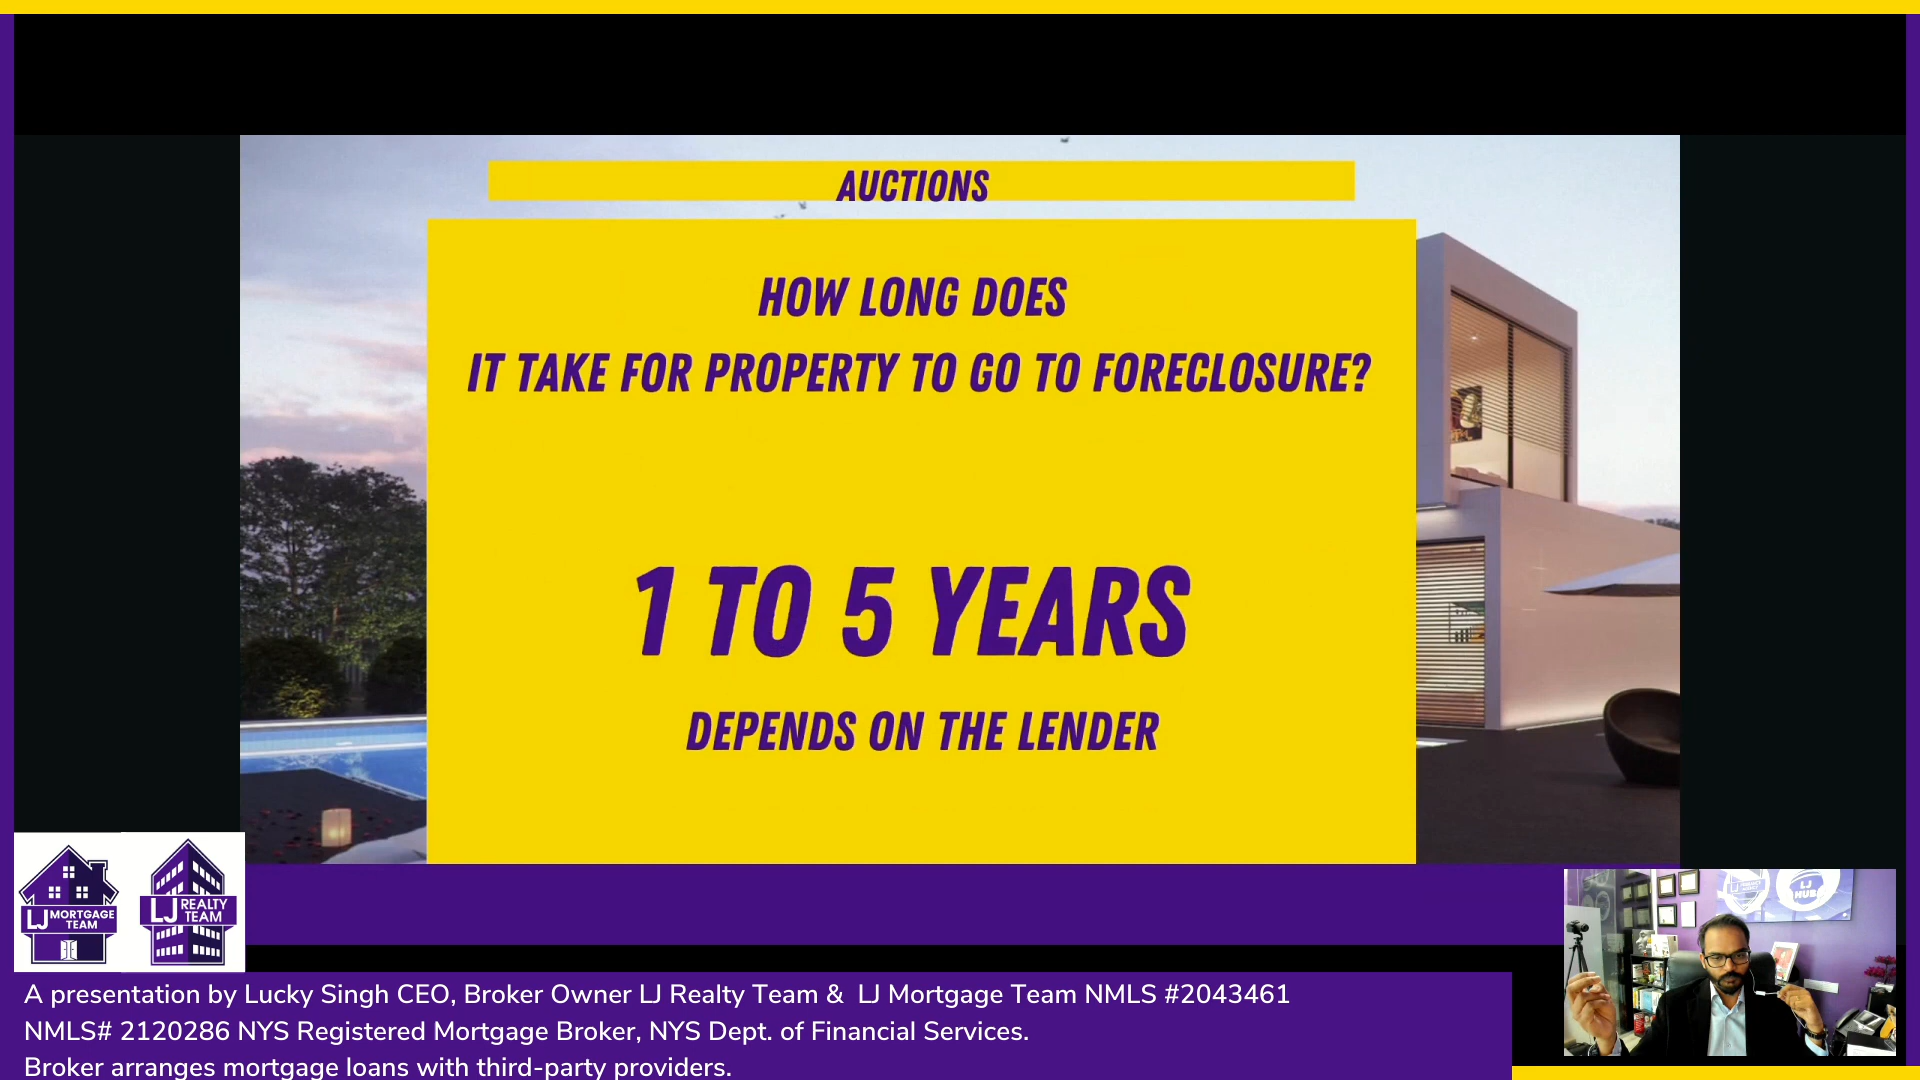 AUCTIONS
HOW LONG DOES
IT TAKE FOR PROPERTY TO GO TO FORECLOSURE?
1 TO 5 YEARS
DEPENDS ON THE LENDER
LJ MORTGAGE
TEAM
LJ REALTY
TEAM
LJ
HUB
A presentation by Lucky Singh CEO, Broker Owner LJ Realty Team & LJ Mortgage Team NMLS #2043461
NMLS# 2120286 NYS Registered Mortgage Broker, NYS Dept. of Financial Services.
Broker arranges mortgage loans with third-party providers.